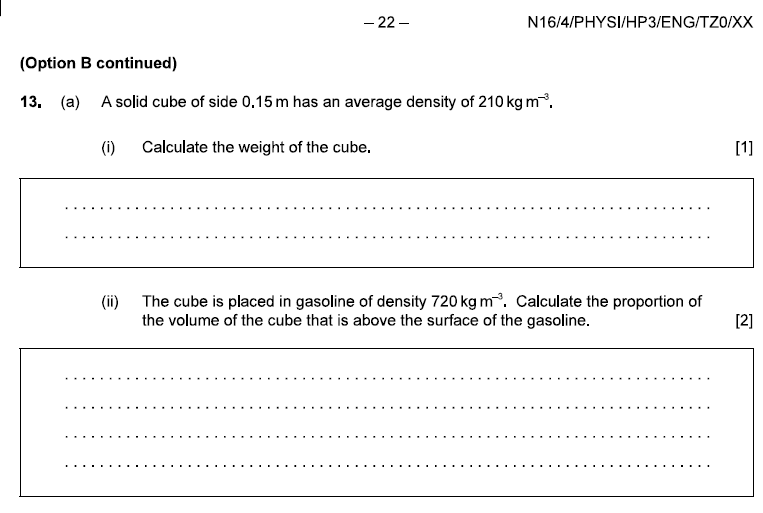 – 22 –
N16/4/PHYSI/HP3/ENG/TZ0/XX
(Option B continued)
13. (a) A solid cube of side 0.15 m has an average density of 210 kg m⁻³.
(i) Calculate the weight of the cube. [1]
(ii) The cube is placed in gasoline of density 720 kg m⁻³. Calculate the proportion of
the volume of the cube that is above the surface of the gasoline. [2]